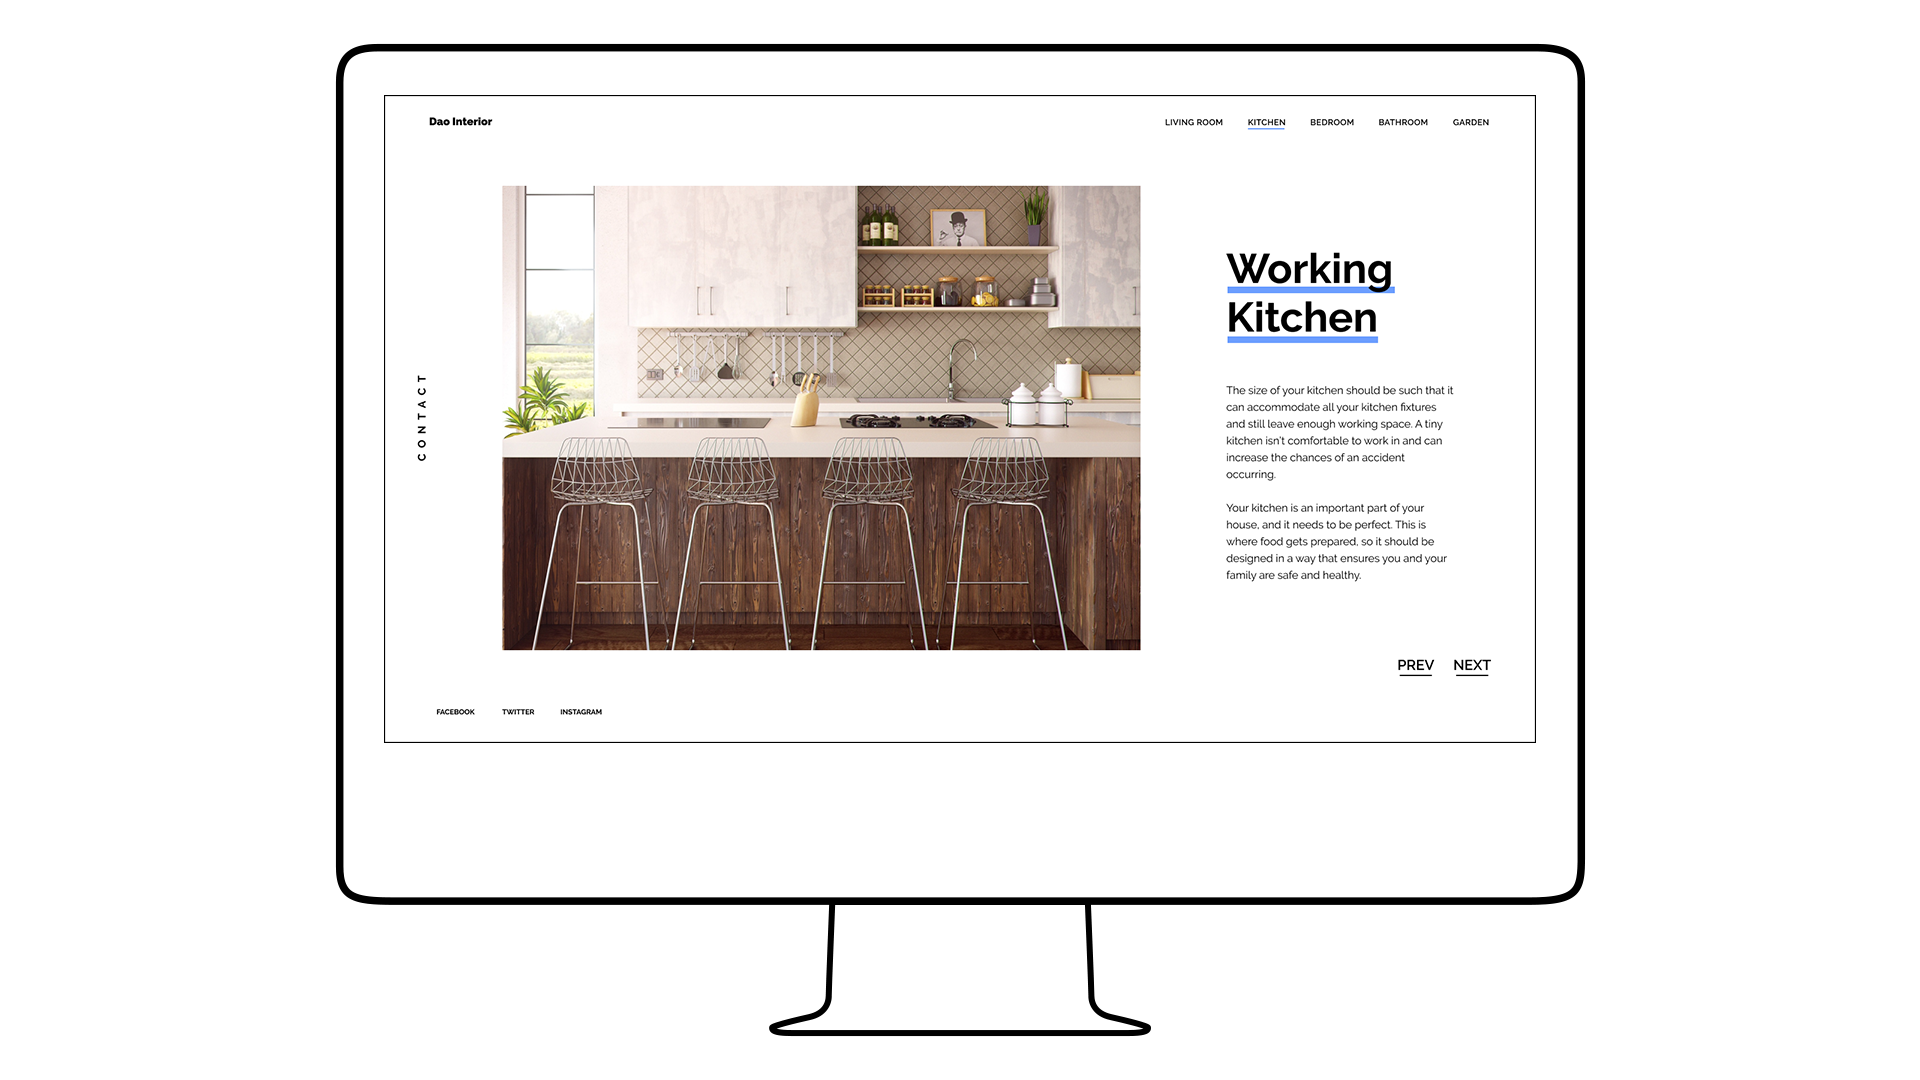 Dao Interior
LIVING ROOM KITCHEN BEDROOM BATHROOM GARDEN
CONTACT
Working
Kitchen
The size of your kitchen should be such that it
can accommodate all your kitchen fixtures
and still leave enough working space. A tiny
kitchen isn't comfortable to work in and can
increase the chances of an accident
occurring.
Your kitchen is an important part of your
house, and it needs to be perfect. This is
where food gets prepared, so it should be
designed in a way that ensures you and your
family are safe and healthy.
PREV NEXT
FACEBOOK TWITTER INSTAGRAM